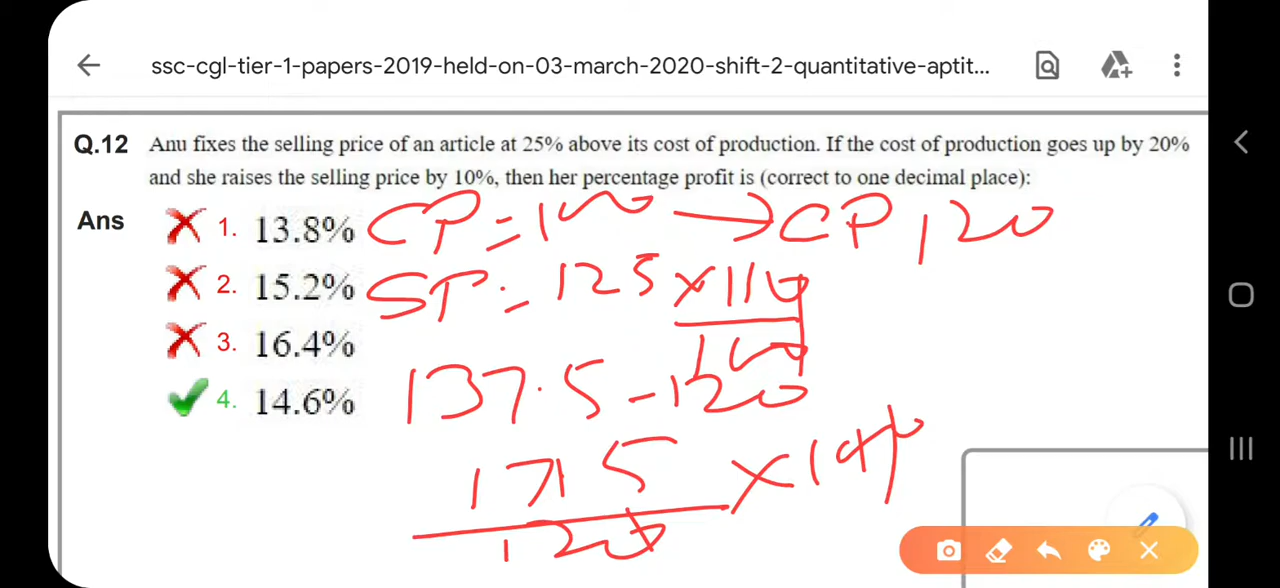 ssc-cgl-tier-1-papers-2019-held-on-03-march-2020-shift-2-quantitative-aptit...
Q.12 Anu fixes the selling price of an article at 25% above its cost of production. If the cost of production goes up by 20%
and she raises the selling price by 10%, then her percentage profit is (correct to one decimal place):
Ans
1. 13.8%
CP = 100 → CP 120
2. 15.2%
SP = 125 × 110
100
3. 16.4%
137.5 - 120
4. 14.6%
17.5 × 100
120